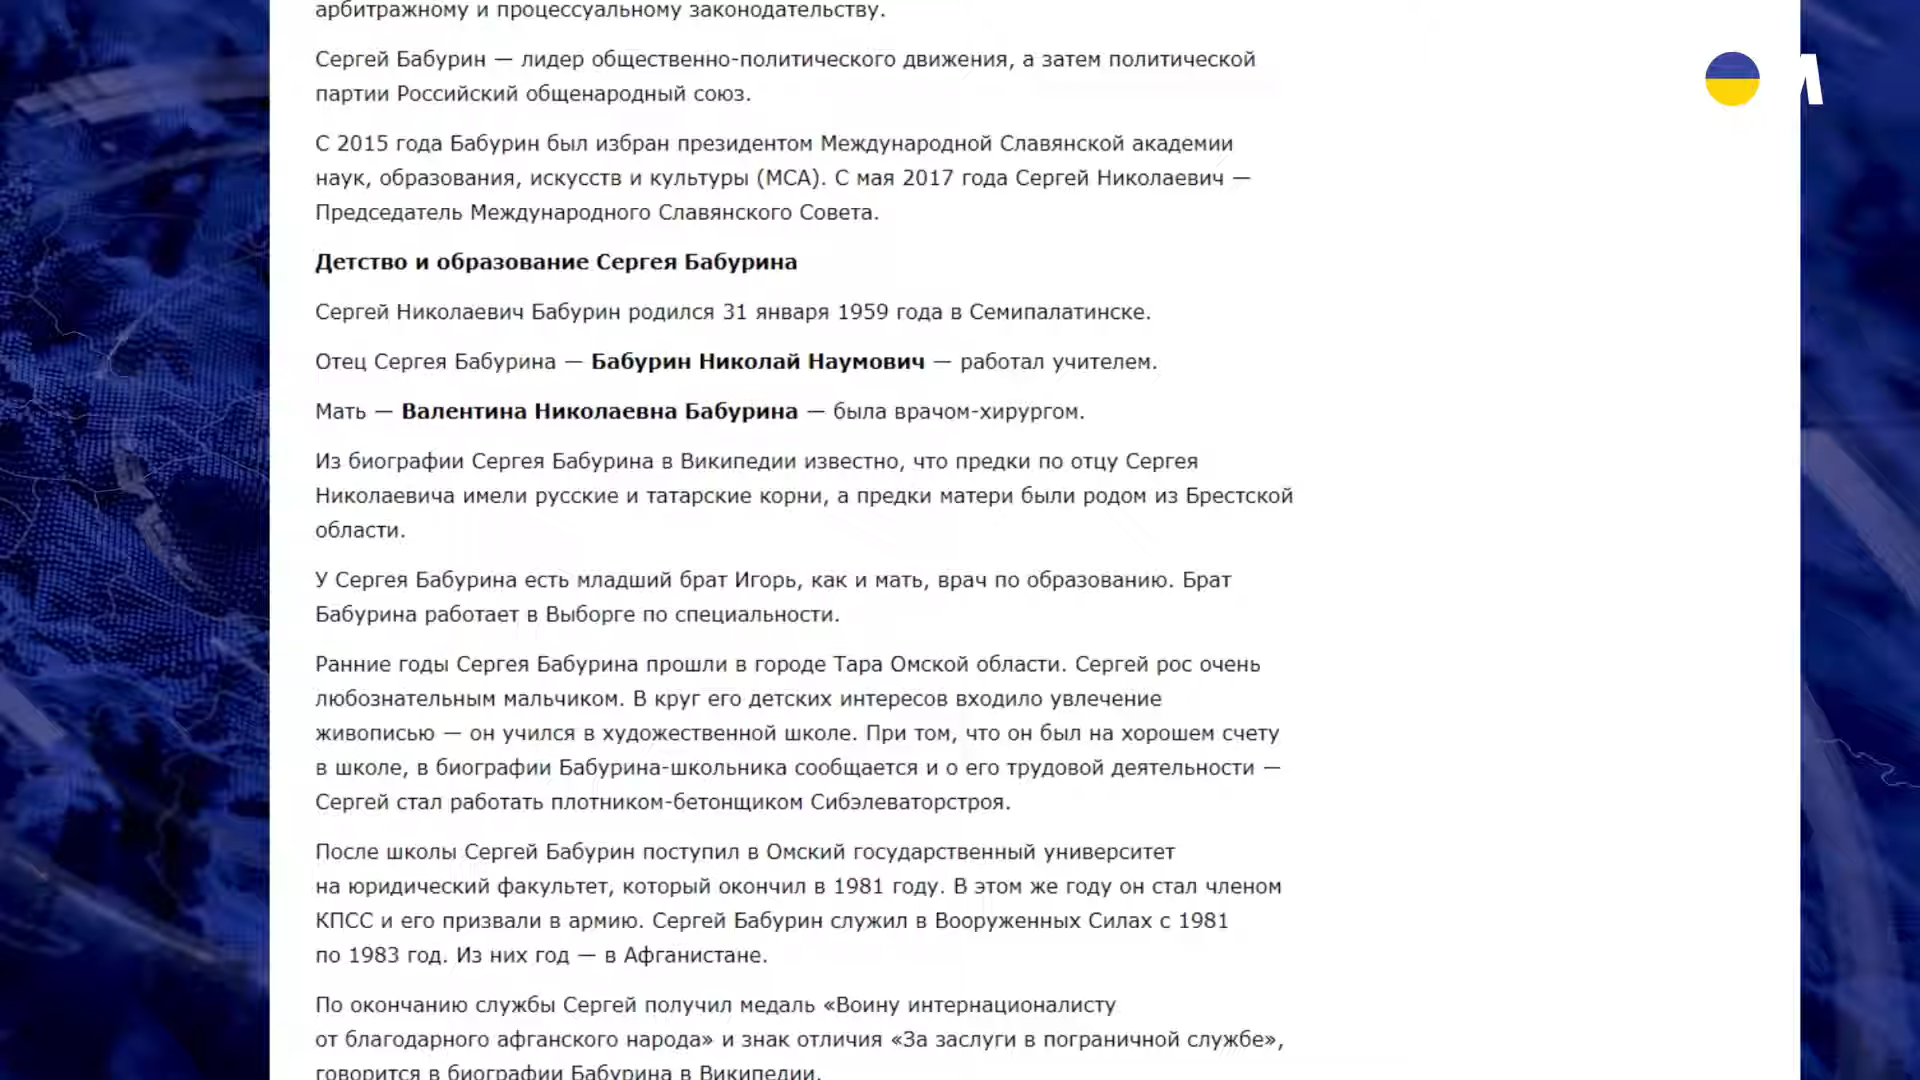 арбитражному и процессуальному законодательству.
Сергей Бабурин — лидер общественно-политического движения, а затем политической
партии Российский общенародный союз.
С 2015 года Бабурин был избран президентом Международной Славянской академии
наук, образования, искусств и культуры (МСА). С мая 2017 года Сергей Николаевич —
Председатель Международного Славянского Совета.
Детство и образование Сергея Бабурина
Сергей Николаевич Бабурин родился 31 января 1959 года в Семипалатинске.
Отец Сергея Бабурина — Бабурин Николай Наумович — работал учителем.
Мать — Валентина Николаевна Бабурина — была врачом-хирургом.
Из биографии Сергея Бабурина в Википедии известно, что предки по отцу Сергея
Николаевича имели русские и татарские корни, а предки матери были родом из Брестской
области.
У Сергея Бабурина есть младший брат Игорь, как и мать, врач по образованию. Брат
Бабурина работает в Выборге по специальности.
Ранние годы Сергея Бабурина прошли в городе Тара Омской области. Сергей рос очень
любознательным мальчиком. В круг его детских интересов входило увлечение
живописью — он учился в художественной школе. При том, что он был на хорошем счету
в школе, в биографии Бабурина-школьника сообщается и о его трудовой деятельности —
Сергей стал работать плотником-бетонщиком Сибэлеваторстроя.
После школы Сергей Бабурин поступил в Омский государственный университет
на юридический факультет, который окончил в 1981 году. В этом же году он стал членом
КПСС и его призвали в армию. Сергей Бабурин служил в Вооруженных Силах с 1981
по 1983 год. Из них год — в Афганистане.
По окончанию службы Сергей получил медаль «Воину интернационалисту
от благодарного афганского народа» и знак отличия «За заслуги в пограничной службе»,
говорится в биографии Бабурина в Википедии.